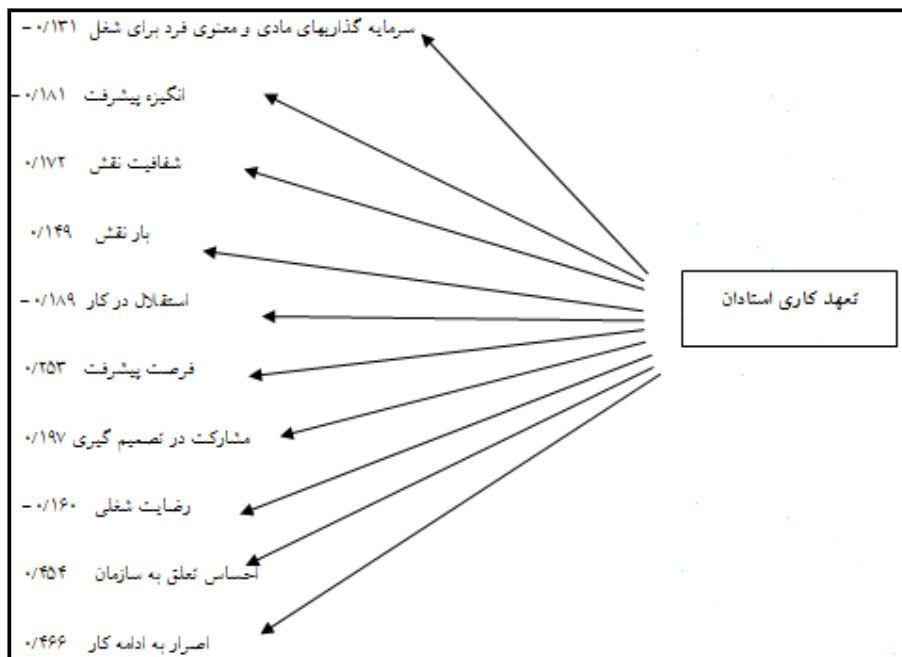 سرمایه گذاریهای مادی و معنوی فرد برای شغل ۰/۱۳۱-
انگیزه پیشرفت ۰/۱۸۱-
شفافیت نقش ۰/۱۷۲
بار نقش ۰/۱۴۹
استقلال در کار ۰/۱۸۹-
تعهد کاری استادان
فرصت پیشرفت ۰/۲۵۳
مشارکت در تصمیم گیری ۰/۱۹۷
رضایت شغلی ۰/۱۶۰-
احساس تعلق به سازمان ۰/۴۵۴
اصرار به ادامه کار ۰/۴۶۶